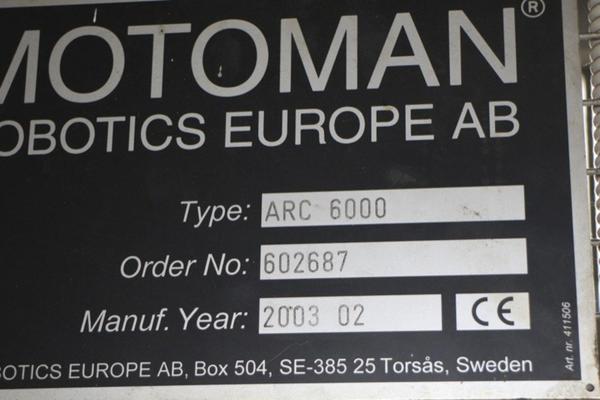 MOTOMAN®
OBOTICS EUROPE AB
Type: ARC 6000
Order No: 602687
Manuf. Year: 2003 02 CE
OBOTICS EUROPE AB, Box 504, SE-385 25 Torsås, Sweden
Art. nr. 411506